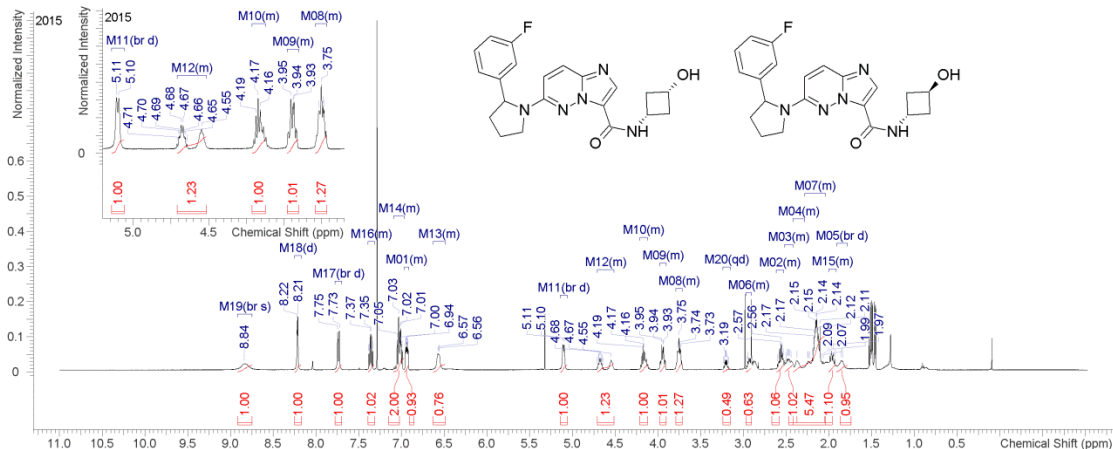 2015
2015
Normalized Intensity
Normalized Intensity
M11(br d)
M12(m)
M10(m)
M09(m)
M08(m)
5.11
5.10
4.71
4.70
4.69
4.68
4.67
4.66
4.65
4.55
4.19
4.17
4.16
3.95
3.94
3.93
3.75
0
1.00
1.23
1.00
1.01
1.27
5.0
4.5
Chemical Shift (ppm)
F
N
N
N
N
O
NH
OH
F
N
N
N
N
O
NH
OH
0.6
0.5
0.4
0.3
0.2
0.1
0
M19(br s)
M18(d)
M17(br d)
M16(m)
M14(m)
M01(m)
M13(m)
M11(br d)
M12(m)
M10(m)
M09(m)
M08(m)
M20(qd)
M06(m)
M02(m)
M03(m)
M04(m)
M07(m)
M05(br d)
M15(m)
8.84
8.22
8.21
7.75
7.73
7.37
7.35
7.05
7.03
7.02
7.01
7.00
6.94
6.57
6.56
5.11
5.10
4.68
4.67
4.55
4.19
4.17
4.16
3.95
3.94
3.93
3.75
3.74
3.73
3.19
2.57
2.56
2.17
2.17
2.15
2.15
2.14
2.14
2.12
2.11
2.09
2.07
1.99
1.97
1.00
1.00
1.00
1.02
2.00
0.93
0.76
1.00
1.23
1.00
1.01
1.27
0.49
0.63
1.06
1.02
5.47
1.10
0.95
11.0
10.5
10.0
9.5
9.0
8.5
8.0
7.5
7.0
6.5
6.0
5.5
5.0
4.5
4.0
3.5
3.0
2.5
2.0
1.5
1.0
0.5
Chemical Shift (ppm)